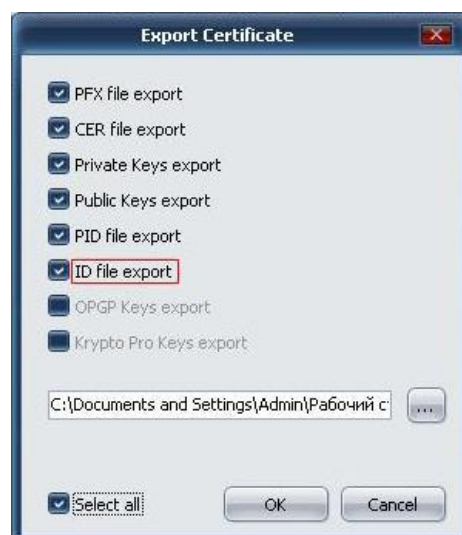 Export Certificate
PFX file export
CER file export
Private Keys export
Public Keys export
PID file export
ID file export
OPGP Keys export
Krypto Pro Keys export
C:\Documents and Settings\Admin\Рабочий с
...
Select all
OK
Cancel